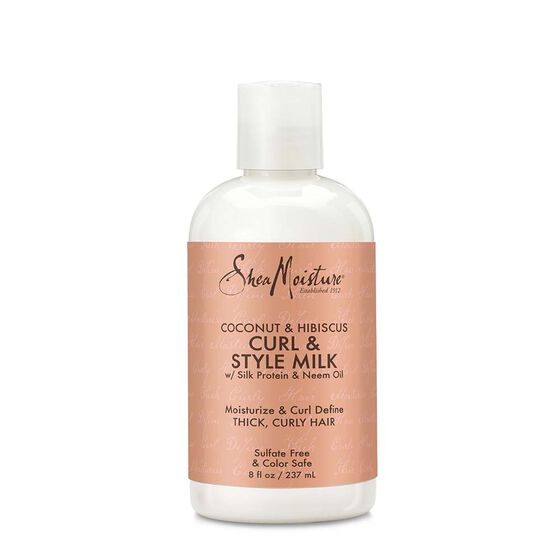 SheaMoisture®
Established 1912
COCONUT & HIBISCUS
CURL &
STYLE MILK
w/ Silk Protein & Neem Oil
Moisturize & Curl Define
THICK, CURLY HAIR
Sulfate Free
& Color Safe
8 fl oz / 237 mL